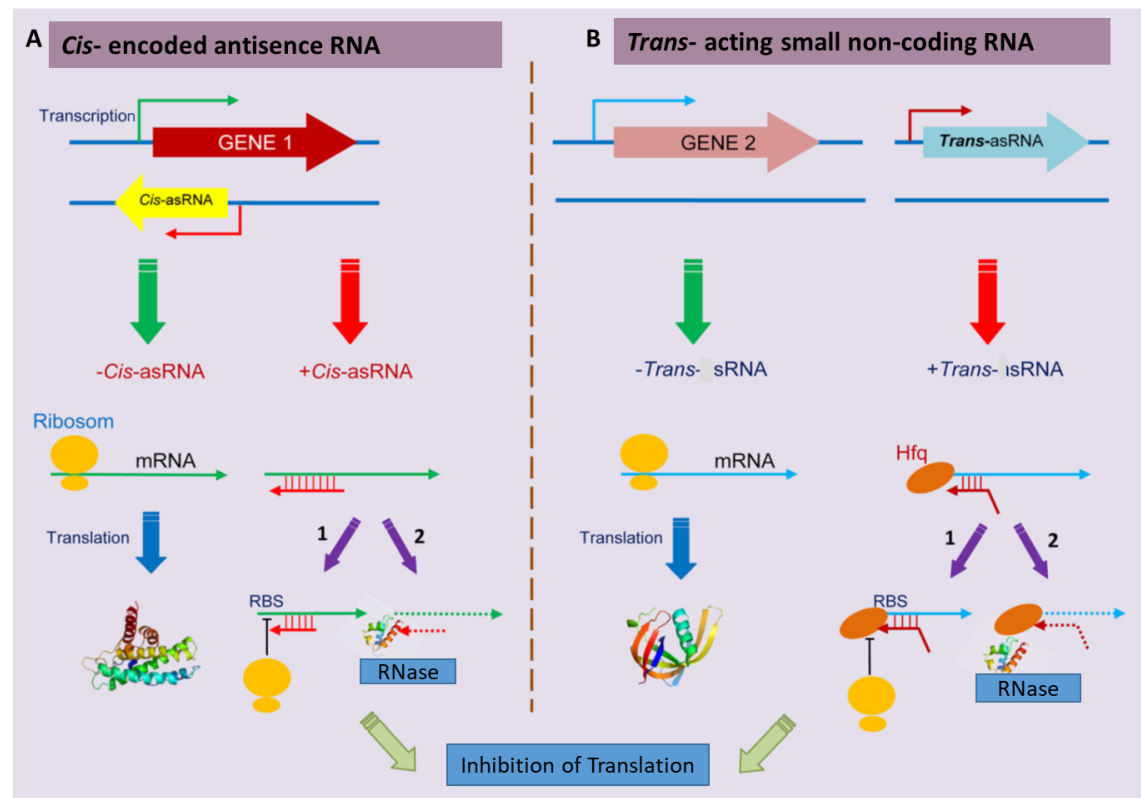 A
Cis- encoded antisence RNA
Transcription
GENE 1
Cis-asRNA
-Cis-asRNA
+Cis-asRNA
Ribosom
mRNA
Translation
1
2
RBS
RNase
B
Trans- acting small non-coding RNA
GENE 2
Trans-asRNA
-Trans- sRNA
+Trans- asRNA
mRNA
Hfq
Translation
1
2
RBS
RNase
Inhibition of Translation